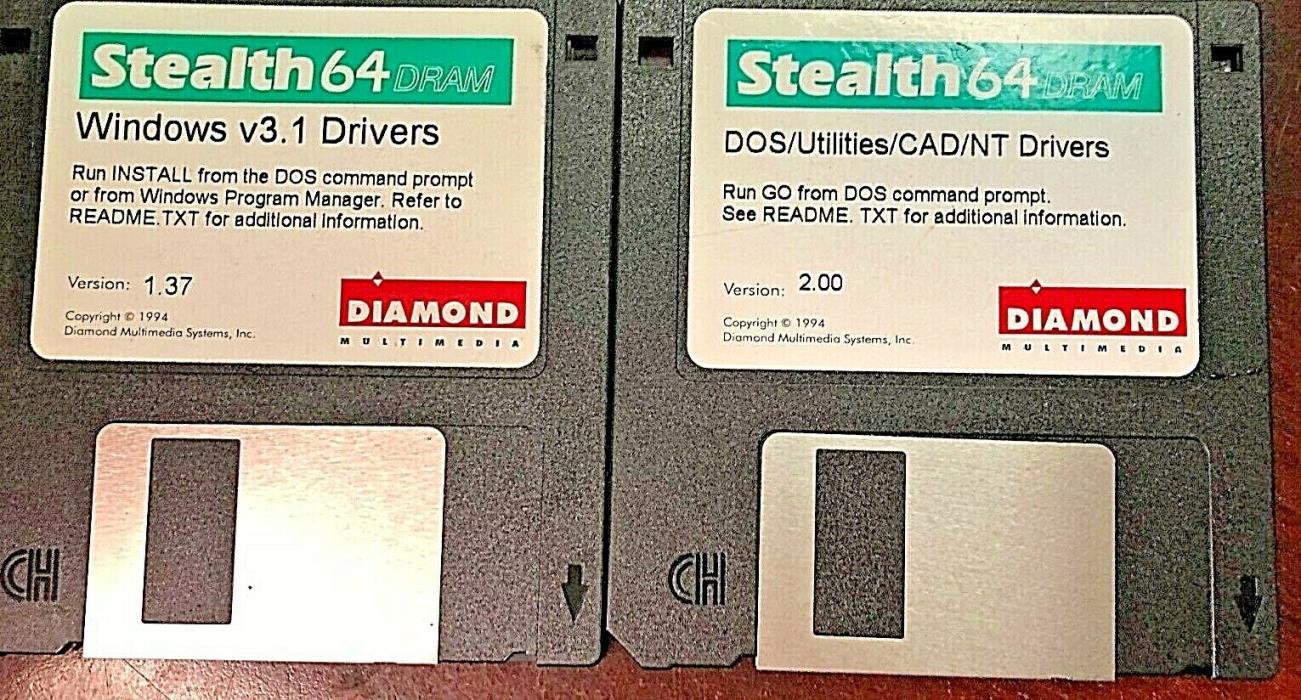 Stealth64 DRAM
Windows v3.1 Drivers
Run INSTALL from the DOS command prompt
or from Windows Program Manager. Refer to
README.TXT for additional information.
Version: 1.37
Copyright © 1994
Diamond Multimedia Systems, Inc.
DIAMOND
MULTIMEDIA
CH
Stealth64 DRAM
DOS/Utilities/CAD/NT Drivers
Run GO from DOS command prompt.
See README. TXT for additional information.
Version: 2.00
Copyright © 1994
Diamond Multimedia Systems, Inc.
DIAMOND
MULTIMEDIA
CH